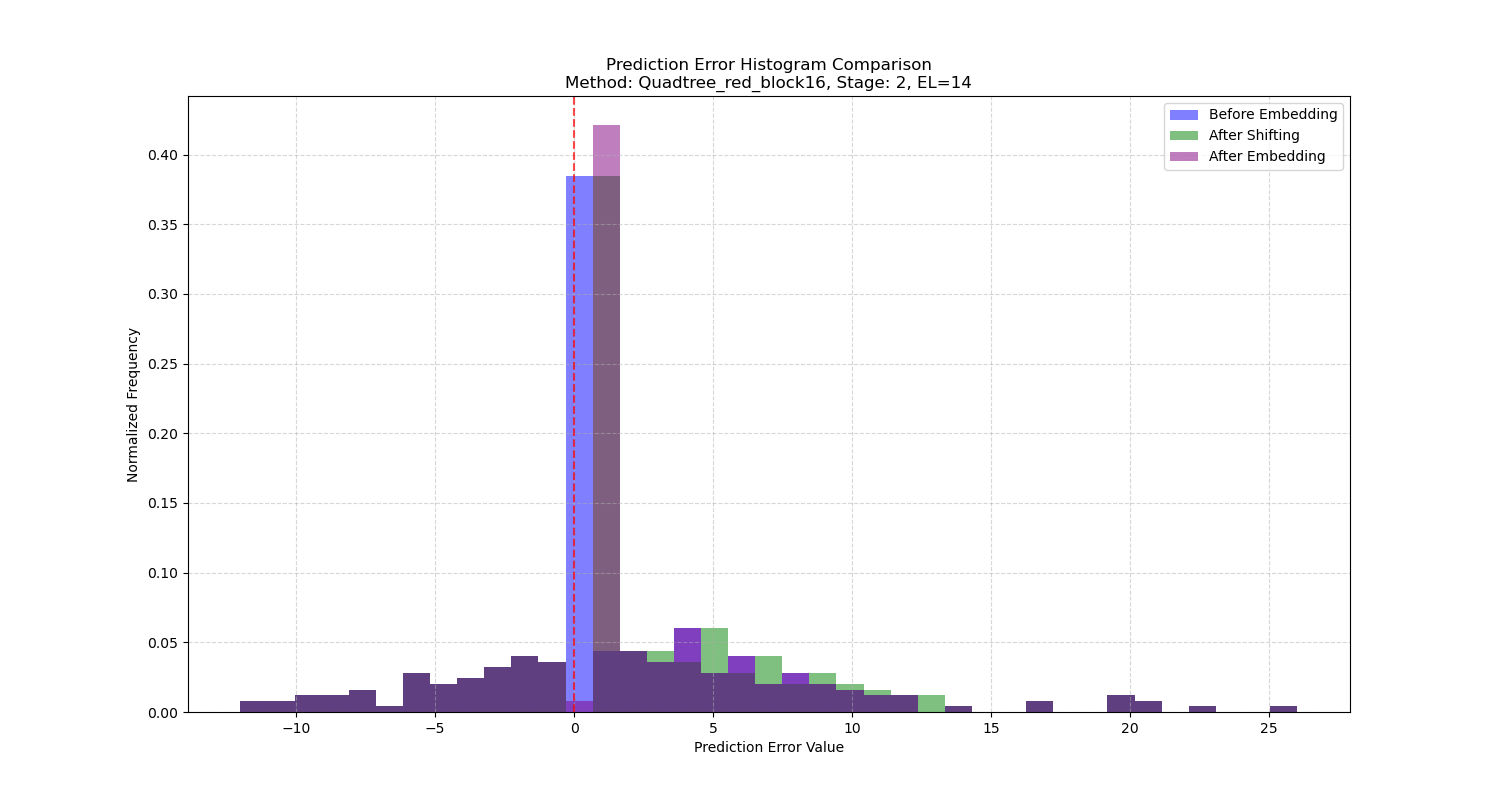 Prediction Error Histogram Comparison
Method: Quadtree_red_block16, Stage: 2, EL=14
Before Embedding
After Shifting
After Embedding
Normalized Frequency
0.40
0.35
0.30
0.25
0.20
0.15
0.10
0.05
0.00
−10
−5
0
5
10
15
20
25
Prediction Error Value